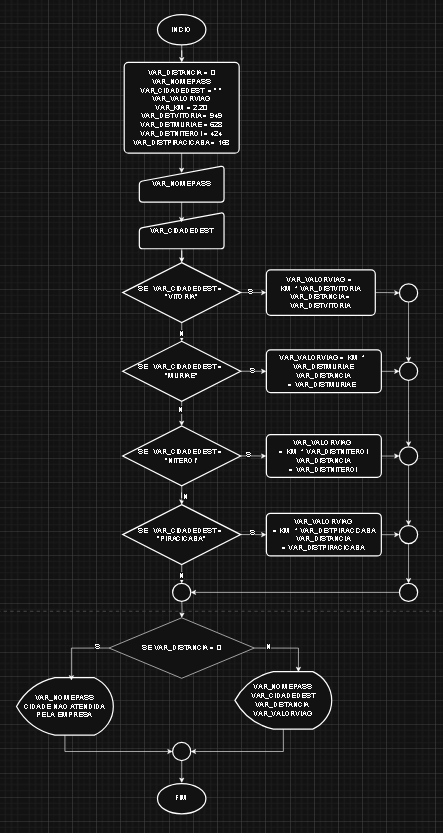 INICIO
VAR_DISTANCIA = 0
VAR_NOMEPASS
VAR_CIDADEDEST = " "
VAR_VALORVIAG
VAR_KM = 2,20
VAR_DISTVITORIA = 949
VAR_DISTMURIAE = 628
VAR_DISTNITEROI = 424
VAR_DISTPIRACICABA = 168
VAR_NOMEPASS
VAR_CIDADEDEST
SE VAR_CIDADEDEST =
"VITORIA"
S
VAR_VALORVIAG =
KM * VAR_DISTVITORIA
VAR_DISTANCIA=
VAR_DISTVITORIA
N
SE VAR_CIDADEDEST =
"MURIAE"
S
VAR_VALORVIAG = KM *
VAR_DISTMURIAE
VAR_DISTANCIA
= VAR_DISTMURIAE
N
SE VAR_CIDADEDEST =
"NITEROI'
S
VAR_VALORVIAG
= KM * VAR_DISTNITEROI
VAR_DISTANCIA
= VAR_DISTNITEROI
N
SE VAR_CIDADEDEST =
"PIRACICABA"
S
VAR_VALORVIAG
= KM * VAR_DISTPIRACICABA
VAR_DISTANCIA
= VAR_DISTPIRACICABA
N
SE VAR_DISTANCIA = 0
S
N
VAR_NOMEPASS
CIDADE NAO ATENDIDA
PELA EMPRESA
VAR_NOMEPASS
VAR_CIDADEDEST
VAR_DISTANCIA
VAR_VALORVIAG
FIM